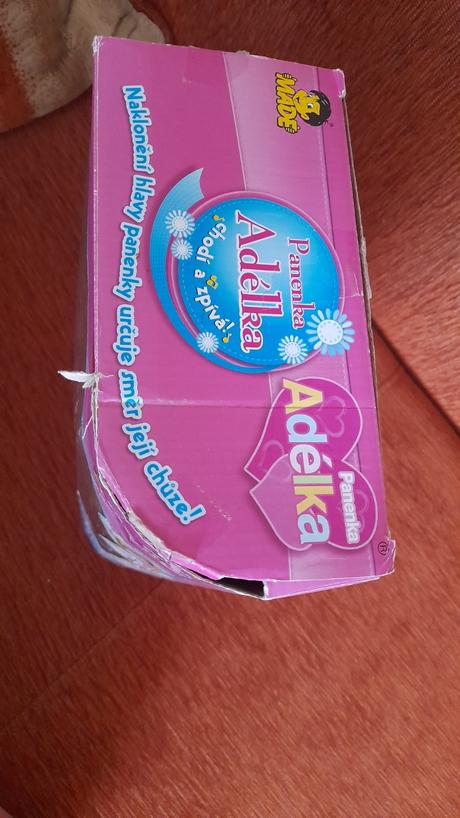 MADE
Panenka
Adélka
chodí a zpívá!
Panenka
Adélka
®
Naklonění hlavy panenky určuje směr její chůze!